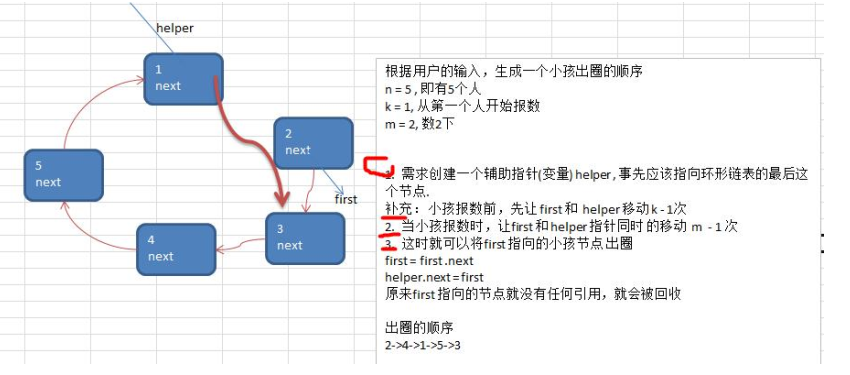 helper
1
next
2
next
first
3
next
4
next
5
next
根据用户的输入，生成一个小孩出圈的顺序
n = 5 , 即有5个人
k = 1, 从第一个人开始报数
m = 2, 数2下
1. 需求创建一个辅助指针(变量) helper , 事先应该指向环形链表的最后这
个节点.
补充：小孩报数前，先让 first 和 helper 移动 k - 1次
2. 当小孩报数时，让first 和 helper 指针同时 的移动 m - 1 次
3. 这时就可以将first 指向的小孩节点 出圈
first = first .next
helper.next = first
原来first 指向的节点就没有任何引用，就会被回收
出圈的顺序
2->4->1->5->3